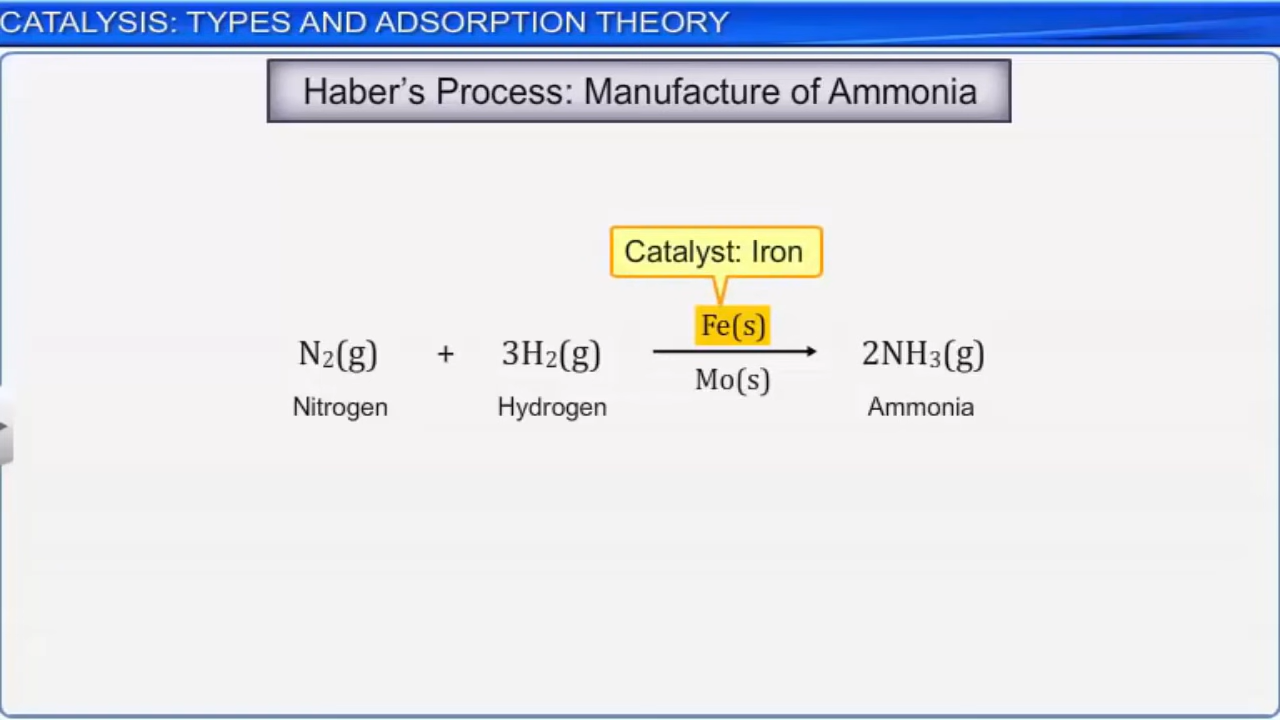 CATALYSIS: TYPES AND ADSORPTION THEORY
Haber’s Process: Manufacture of Ammonia
Catalyst: Iron
Fe(s)
N₂(g) + 3H₂(g) → 2NH₃(g)
Mo(s)
Nitrogen Hydrogen Ammonia